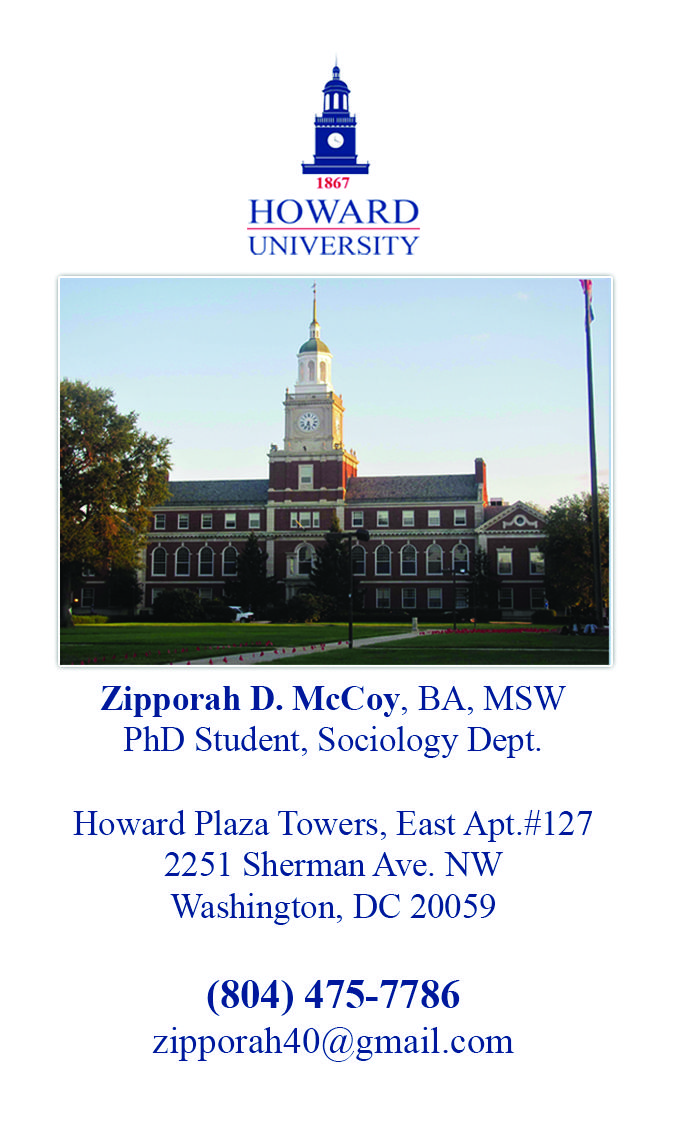 1867
HOWARD
UNIVERSITY
Zipporah D. McCoy, BA, MSW
PhD Student, Sociology Dept.
Howard Plaza Towers, East Apt.#127
2251 Sherman Ave. NW
Washington, DC 20059
(804) 475-7786
zipporah40@gmail.com